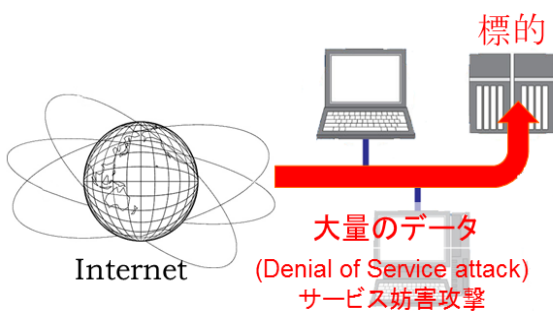 標的
Internet
大量のデータ
(Denial of Service attack)
サービス妨害攻撃